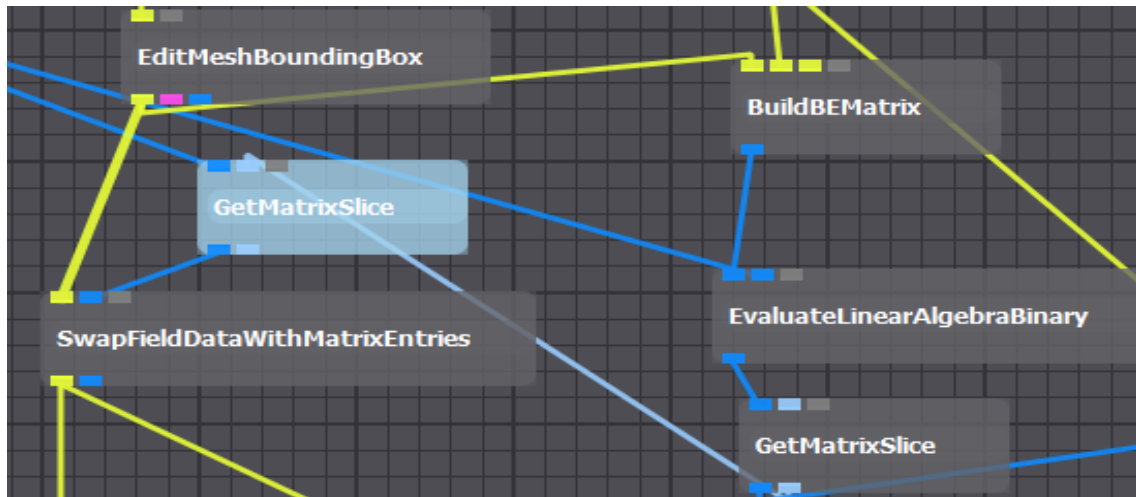 EditMeshBoundingBox
BuildBEMatrix
GetMatrixSlice
EvaluateLinearAlgebraBinary
SwapFieldDataWithMatrixEntries
GetMatrixSlice